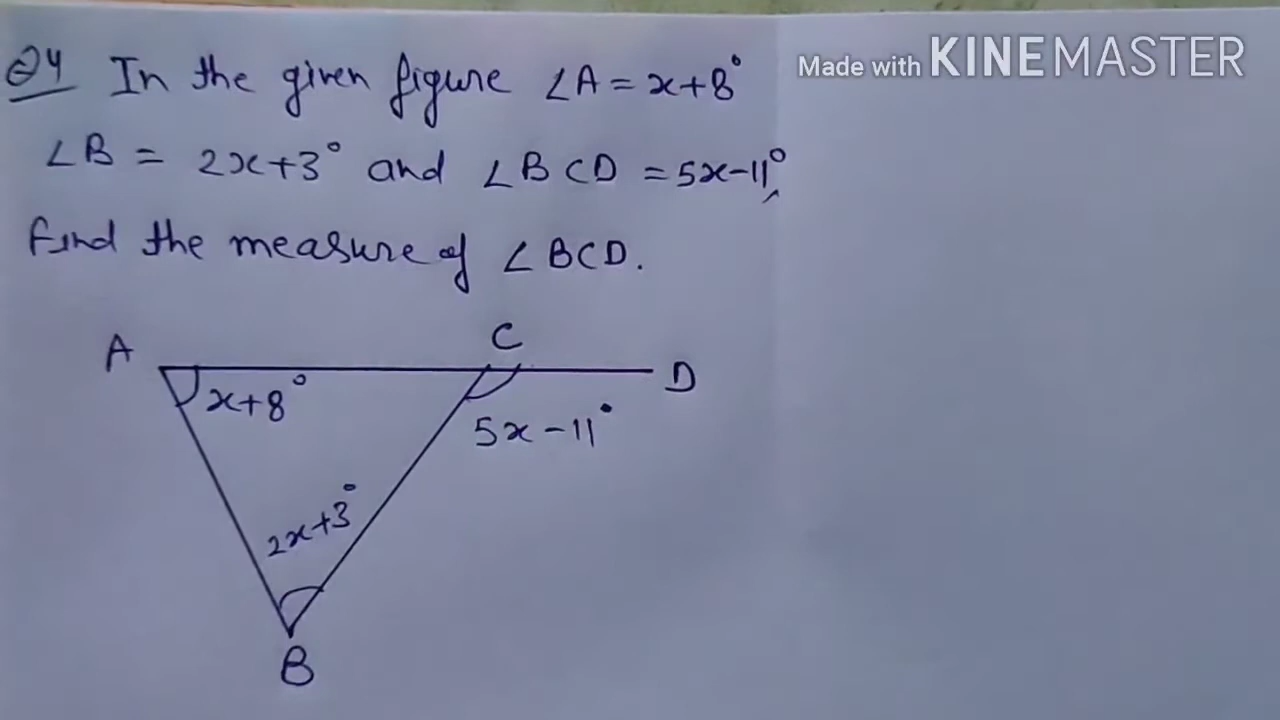 Q4 In the given figure ∠A = x+8°
Made with KINEMASTER
∠B = 2x+3° and ∠BCD = 5x-11°,
Find the measure of ∠BCD.
A
C
D
x+8°
5x-11°
2x+3°
B